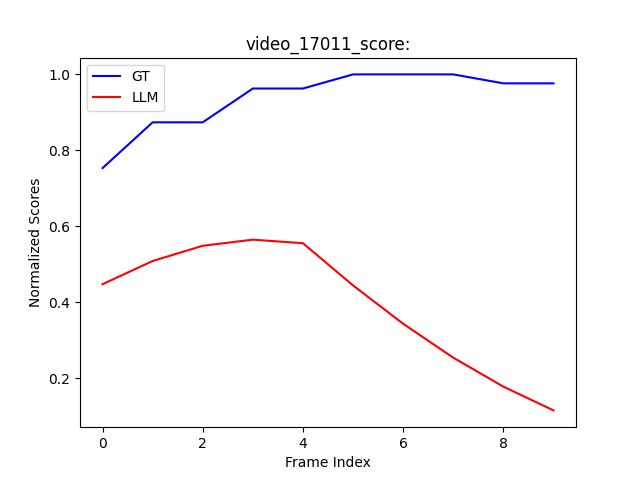 video_17011_score:
GT
LLM
Normalized Scores
1.0
0.8
0.6
0.4
0.2
0 2 4 6 8
Frame Index